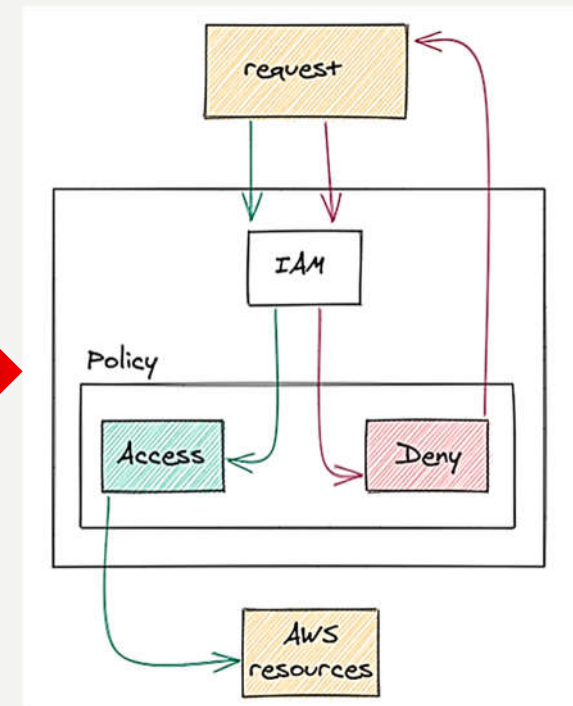 request
IAM
Policy
Access
Deny
AWS
resources